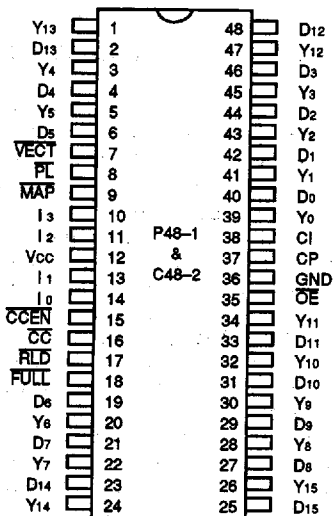 Y13 1 48 D12
D13 2 47 Y12
Y4 3 46 D3
D4 4 45 Y3
Y5 5 44 D2
D5 6 43 Y2
VECT 7 42 D1
PL 8 41 Y1
MAP 9 40 D0
I3 10 39 Y0
I2 11 P48-1 38 CI
VCC 12 & 37 CP
I1 13 C48-2 36 GND
I0 14 35 OE
CCEN 15 34 Y11
CC 16 33 D11
RLD 17 32 Y10
FULL 18 31 D10
D6 19 30 Y9
Y6 20 29 D9
D7 21 28 Y8
Y7 22 27 D8
D14 23 26 Y15
Y14 24 25 D15